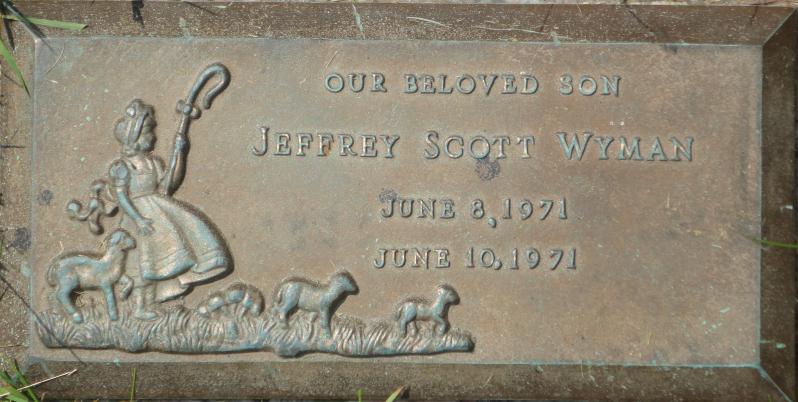 OUR BELOVED SON
JEFFREY SCOTT WYMAN
JUNE 8, 1971
JUNE 10, 1971